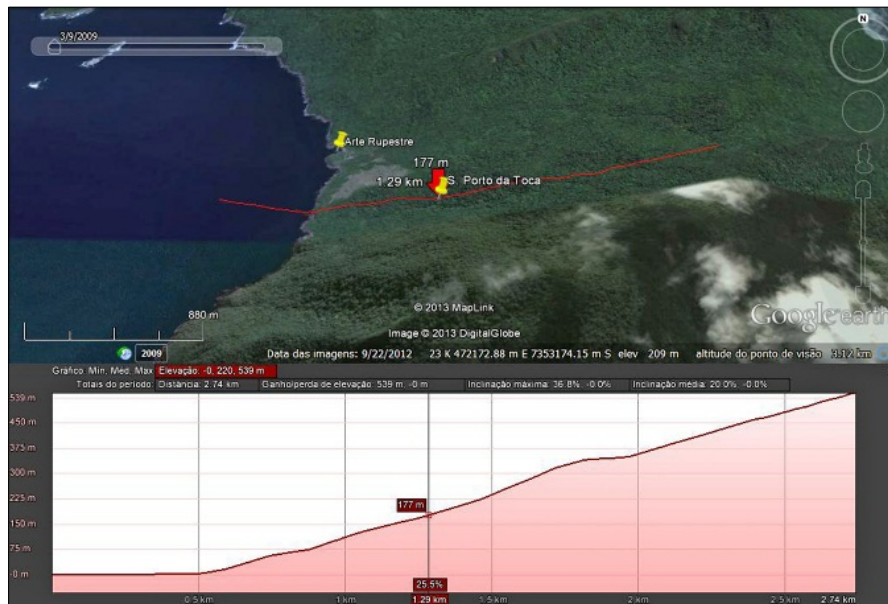 3/9/2009
N
Arte Rupestre
177 m
1.29 km
S. Porto da Toca
© 2013 MapLink
Image © 2013 DigitalGlobe
Google earth
880 m
2009
Data das imagens: 9/22/2012 23 K 472172.88 m E 7353174.15 m S elev 209 m altitude do ponto de visão 3.12 km
Gráfico: Mín, Méd, Máx Elevação: -0, 220, 539 m
Totais do período: Distância: 2.74 km Ganho/perda de elevação: 539 m, -0 m Inclinação máxima: 36.8%, -0.0% Inclinação média: 20.0%, -0.0%
539 m
450 m
375 m
300 m
225 m
177 m
150 m
75 m
-0 m
25.5%
0.5 km 1 km 1.29 km 1.5 km 2 km 2.5 km 2.74 km